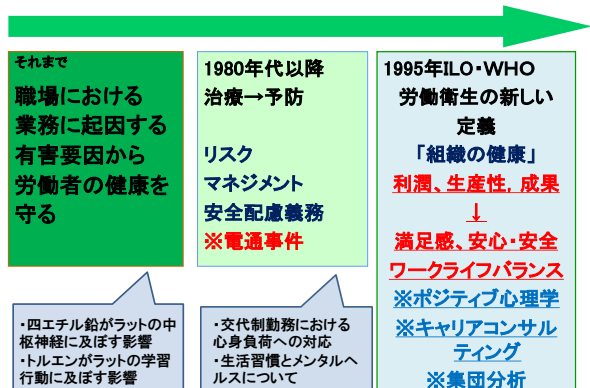 それまで
職場における
業務に起因する
有害要因から
労働者の健康を
守る
・四エチル鉛がラットの中
枢神経に及ぼす影響
・トルエンがラットの学習
行動に及ぼす影響
1980年代以降
治療→予防
リスク
マネジメント
安全配慮義務
※電通事件
・交代制勤務における
心身負荷への対応
・生活習慣とメンタルヘ
ルスについて
1995年ILO・WHO
労働衛生の新しい
定義
「組織の健康」
利潤、生産性，成果
↓
満足感、安心・安全
ワークライフバランス
※ポジティブ心理学
※キャリアコンサル
ティング
※集団分析